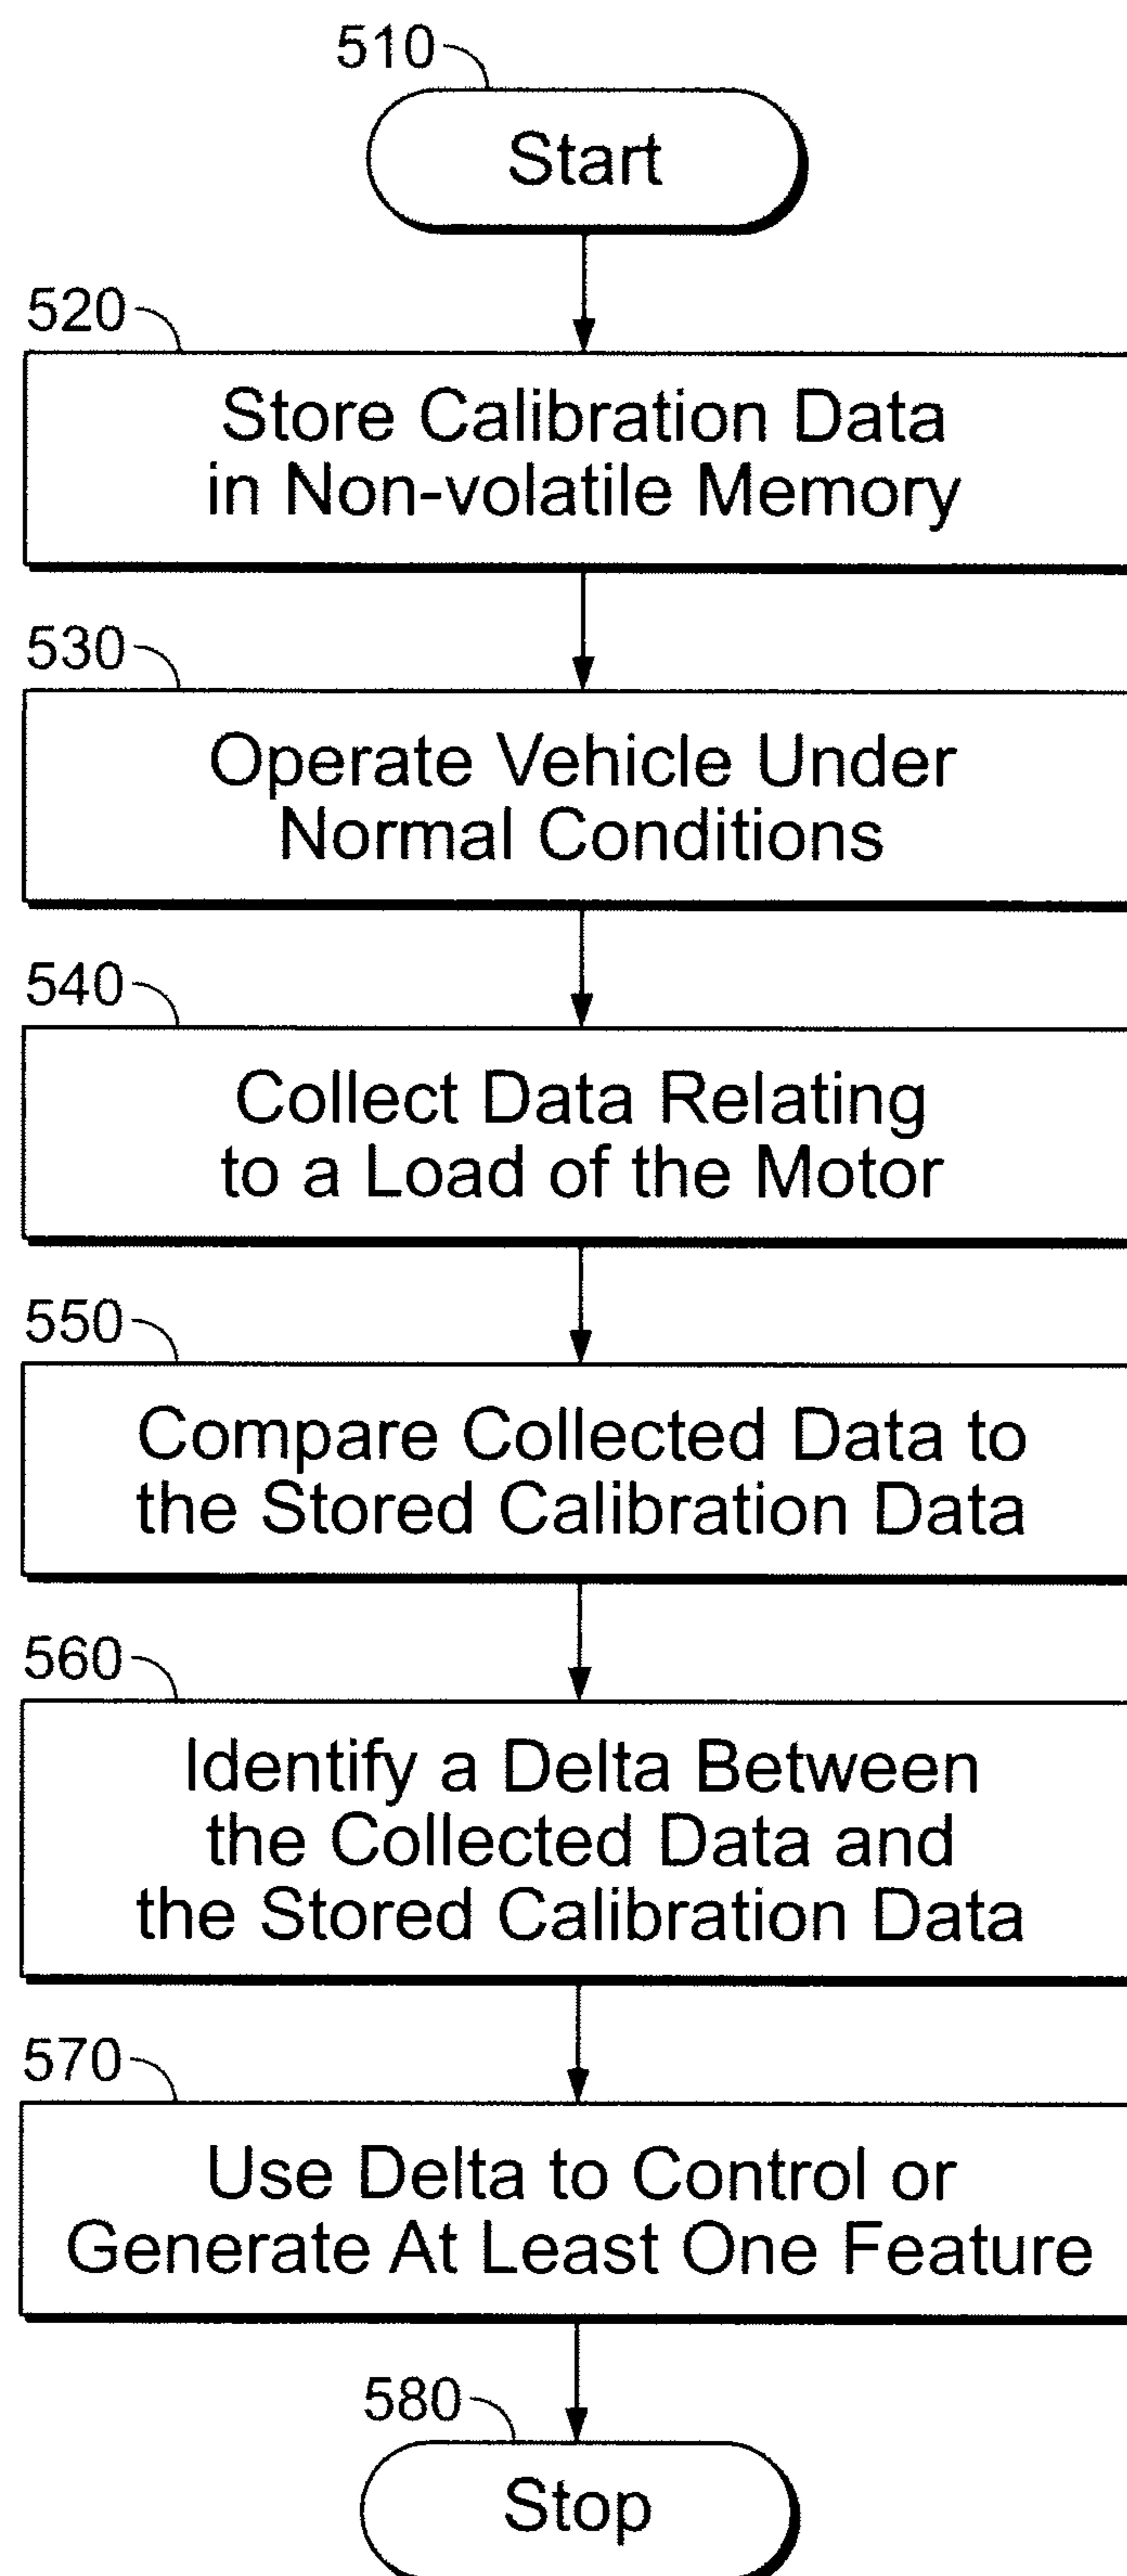 510
Start
520
Store Calibration Data
in Non-volatile Memory
530
Operate Vehicle Under
Normal Conditions
540
Collect Data Relating
to a Load of the Motor
550
Compare Collected Data to
the Stored Calibration Data
560
Identify a Delta Between
the Collected Data and
the Stored Calibration Data
570
Use Delta to Control or
Generate At Least One Feature
580
Stop